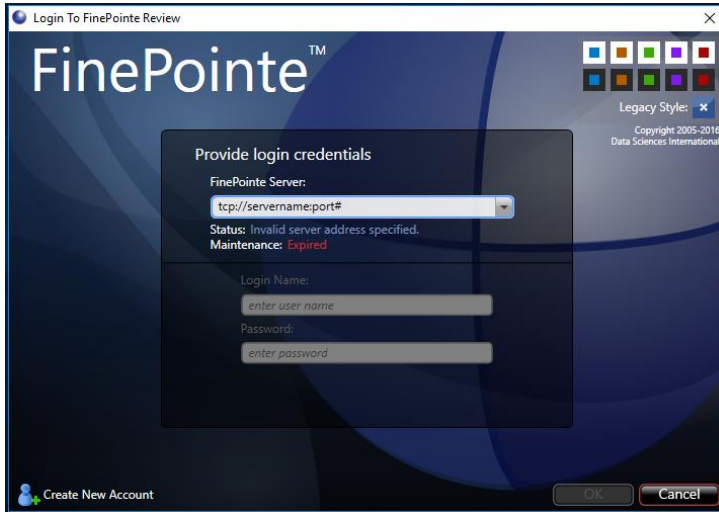 Login To FinePointe Review
FinePointe™
Legacy Style:
Copyright 2005-2016
Data Sciences International
Provide login credentials
FinePointe Server:
tcp://servername:port#
Status: Invalid server address specified.
Maintenance: Expired
Login Name:
enter user name
Password:
enter password
Create New Account
OK
Cancel